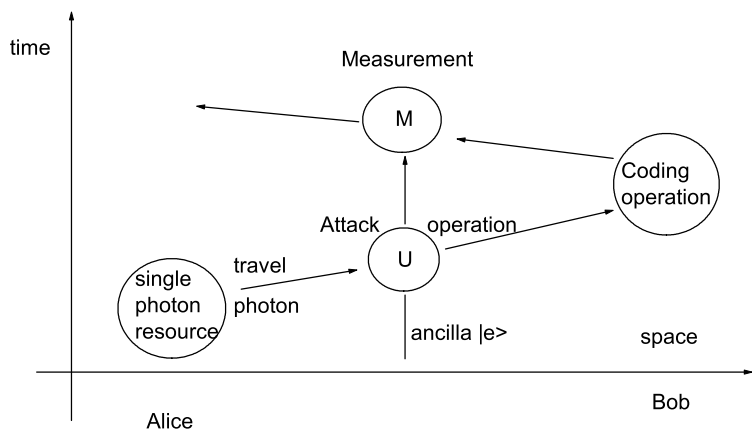 time
Measurement
M
Coding
operation
Attack operation
U
single
photon
resource
travel
photon
ancilla |e>
space
Alice
Bob